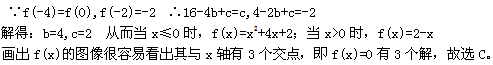 ∵f(-4)=f(0),f(-2)=-2 ∴16-4b+c=c,4-2b+c=-2
解得：b=4,c=2 从而当x≤0时，f(x)=x²+4x+2；当x>0时，f(x)=2-x
画出f(x)的图像很容易看出其与x轴有3个交点，即f(x)=0有3个解，故选C。